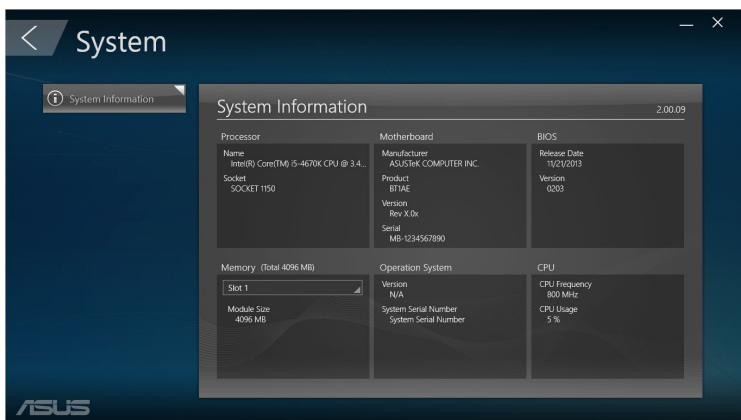 System
System Information
System Information
2.00.09
Processor
Name
Intel(R) Core(TM) i5-4670K CPU @ 3.4...
Socket
SOCKET 1150
Motherboard
Manufacturer
ASUSTeK COMPUTER INC.
Product
BT1AE
Version
Rev X.0x
Serial
MB-1234567890
BIOS
Release Date
11/21/2013
Version
0203
Memory (Total 4096 MB)
Slot 1
Module Size
4096 MB
Operation System
Version
N/A
System Serial Number
System Serial Number
CPU
CPU Frequency
800 MHz
CPU Usage
5 %
ASUS